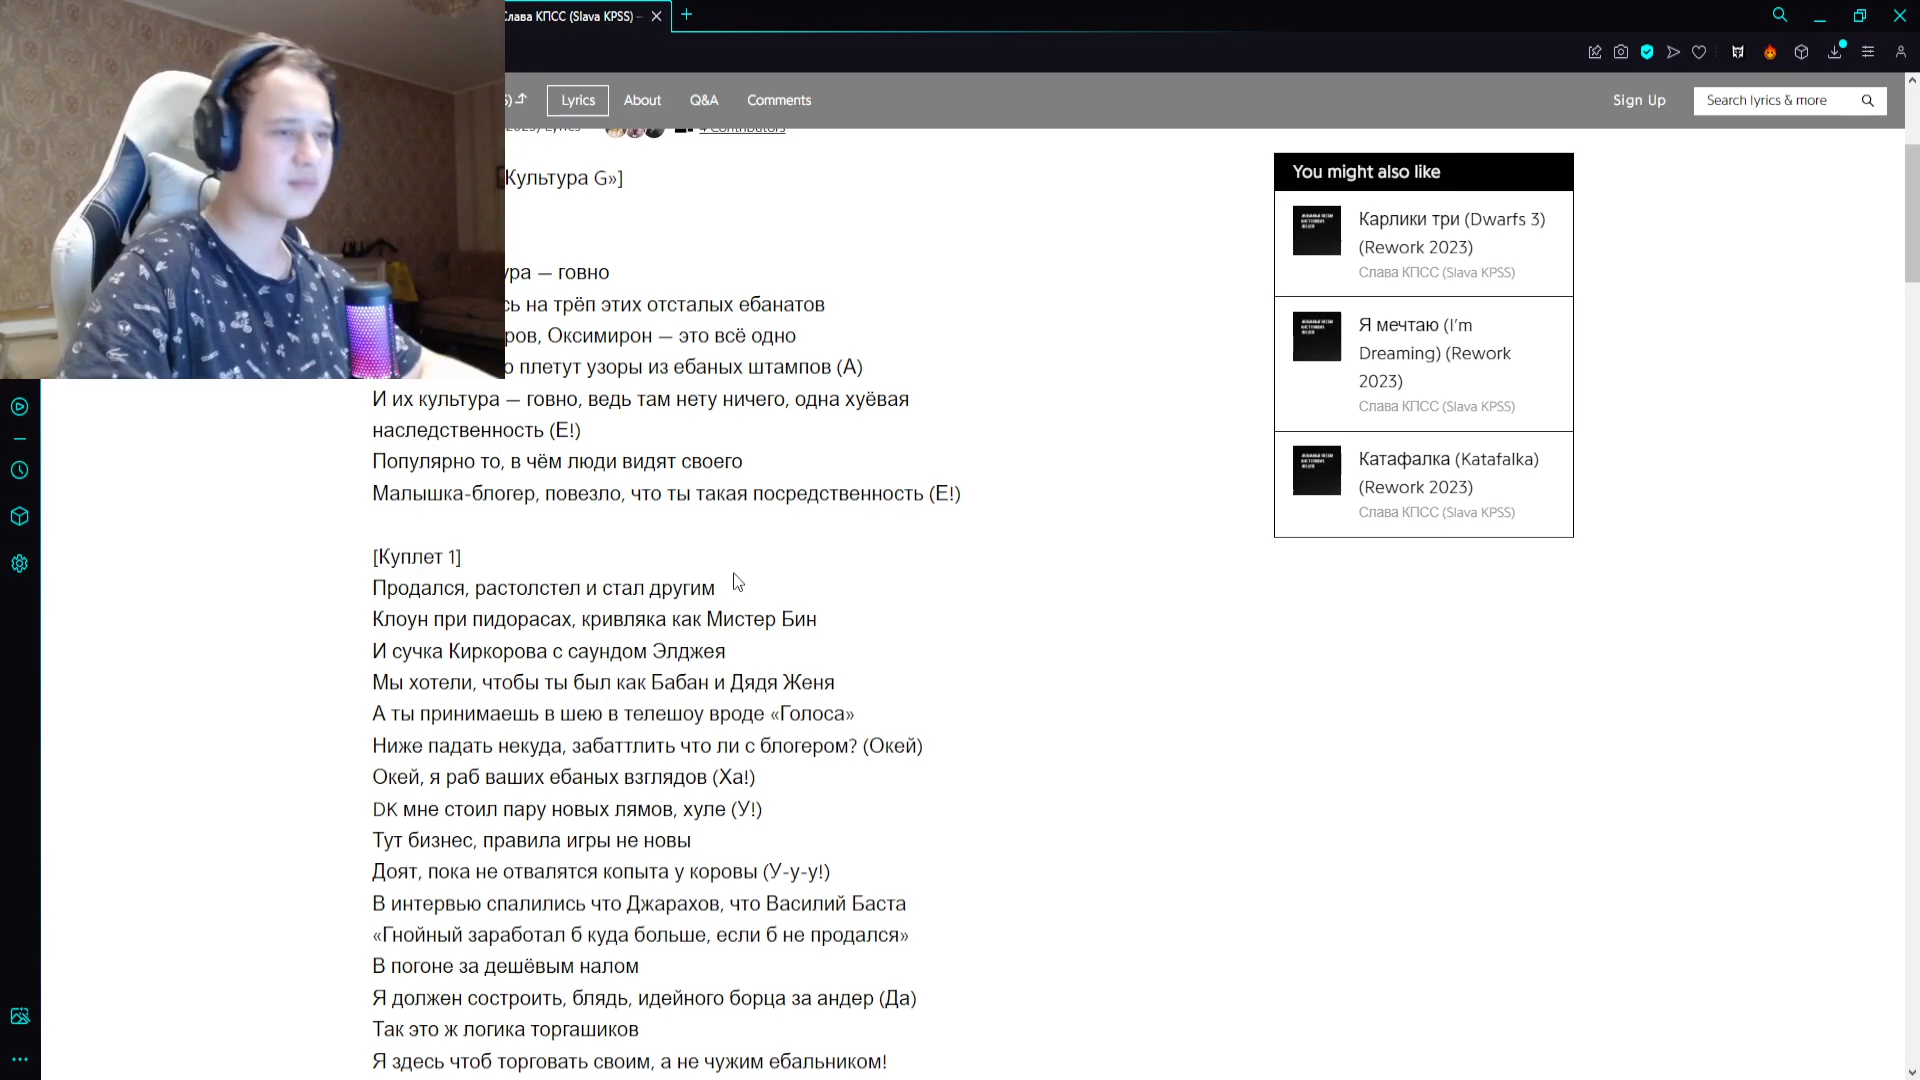 Слава КПСС (Slava KPSS) –
Lyrics
About
Q&A
Comments
Sign Up
Search lyrics & more
Lyrics
4 Contributors
Культура G»]
ура — говно
сь на трёп этих отсталых ебанатов
ров, Оксимирон — это всё одно
о плетут узоры из ебаных штампов (А)
И их культура — говно, ведь там нету ничего, одна хуёвая
наследственность (Е!)
Популярно то, в чём люди видят своего
Малышка-блогер, повезло, что ты такая посредственность (Е!)
[Куплет 1]
Продался, растолстел и стал другим
Клоун при пидорасах, кривляка как Мистер Бин
И сучка Киркорова с саундом Элджея
Мы хотели, чтобы ты был как Бабан и Дядя Женя
А ты принимаешь в шею в телешоу вроде «Голоса»
Ниже падать некуда, забаттлить что ли с блогером? (Окей)
Окей, я раб ваших ебаных взглядов (Ха!)
DK мне стоил пару новых лямов, хуле (У!)
Тут бизнес, правила игры не новы
Доят, пока не отвалятся копыта у коровы (У-у-у!)
В интервью спалились что Джарахов, что Василий Баста
«Гнойный заработал б куда больше, если б не продался»
В погоне за дешёвым налом
Я должен состроить, блядь, идейного борца за андер (Да)
Так это ж логика торгашиков
Я здесь чтоб торговать своим, а не чужим ебальником!
You might also like
Карлики три (Dwarfs 3)
(Rework 2023)
Слава КПСС (Slava KPSS)
Я мечтаю (I'm
Dreaming) (Rework
2023)
Слава КПСС (Slava KPSS)
Катафалка (Katafalka)
(Rework 2023)
Слава КПСС (Slava KPSS)